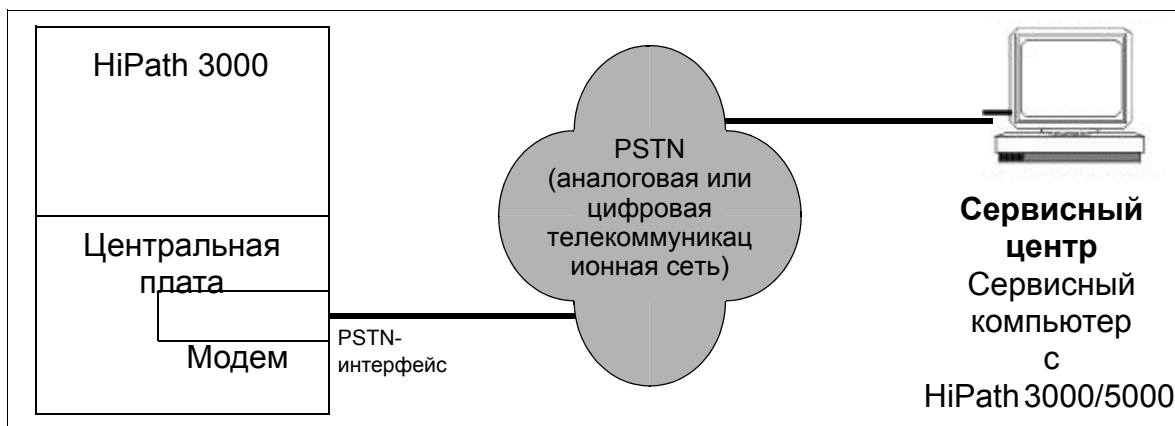 HiPath 3000
Центральная
плата
Модем
PSTN-
интерфейс
PSTN
(аналоговая или
цифровая
телекоммуникац
ионная сеть)
Сервисный
центр
Сервисный
компьютер
с
HiPath 3000/5000